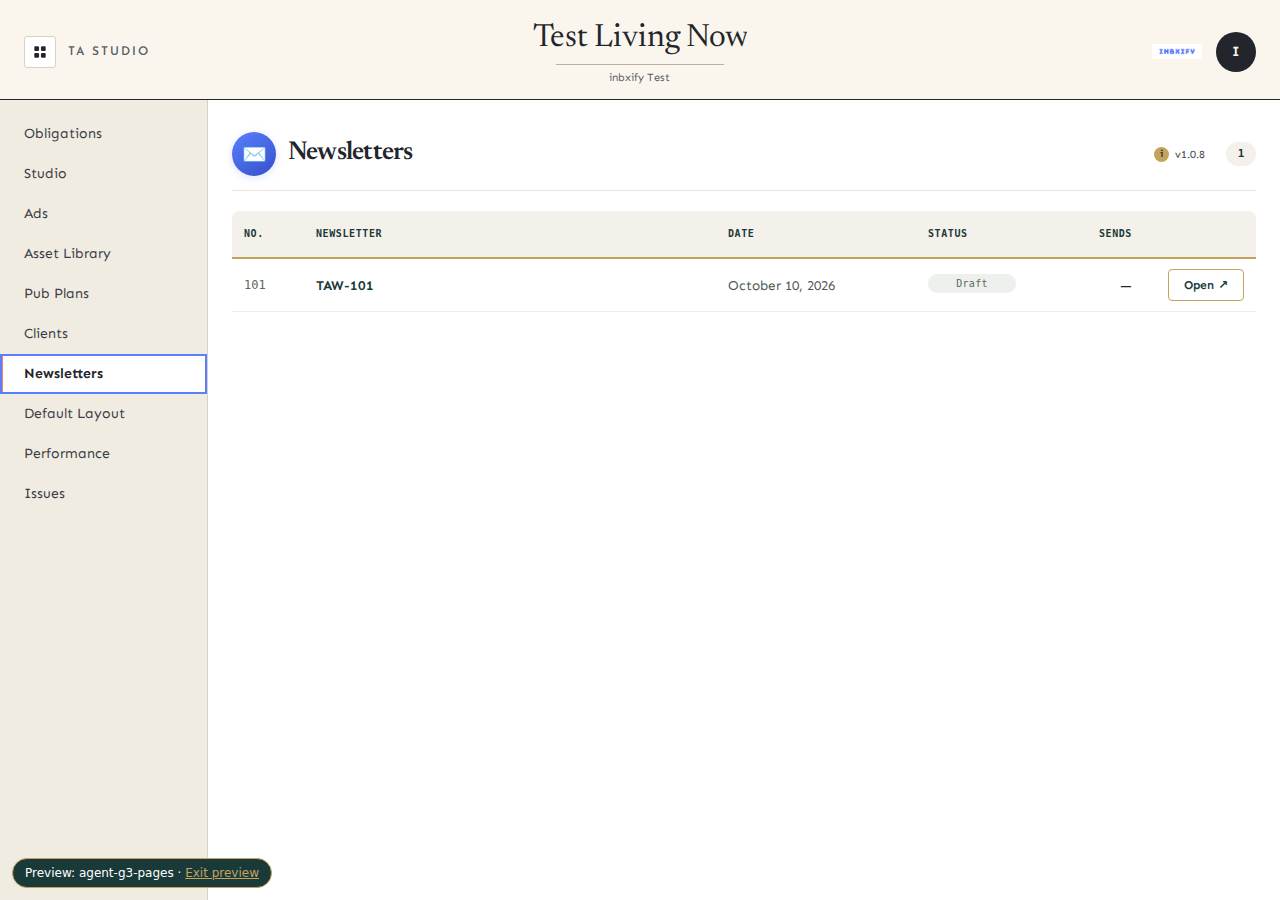 TA STUDIO
Test Living Now
inbxify Test
INBXIFY
I
Obligations
Studio
Ads
Asset Library
Pub Plans
Clients
Newsletters
Default Layout
Performance
Issues
Newsletters
i v1.0.8 1
NO. NEWSLETTER DATE STATUS SENDS
101 TAW-101 October 10, 2026 Draft — Open ↗
Preview: agent-g3-pages · Exit preview